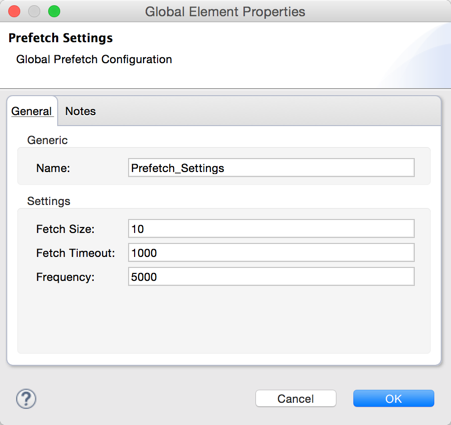 Global Element Properties
Prefetch Settings
Global Prefetch Configuration
General Notes
Generic
Name: Prefetch_Settings
Settings
Fetch Size: 10
Fetch Timeout: 1000
Frequency: 5000
? Cancel OK